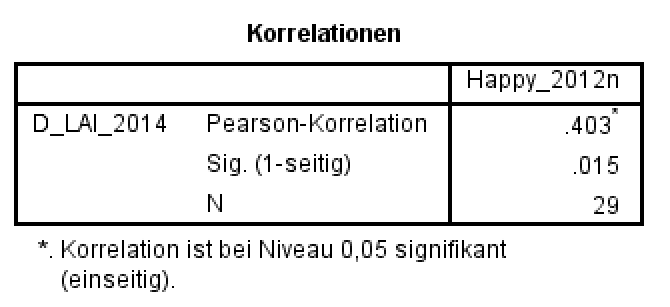 Korrelationen
Happy_2012n
D_LAI_2014 Pearson-Korrelation .403*
Sig. (1-seitig) .015
N 29
*. Korrelation ist bei Niveau 0,05 signifikant
(einseitig).